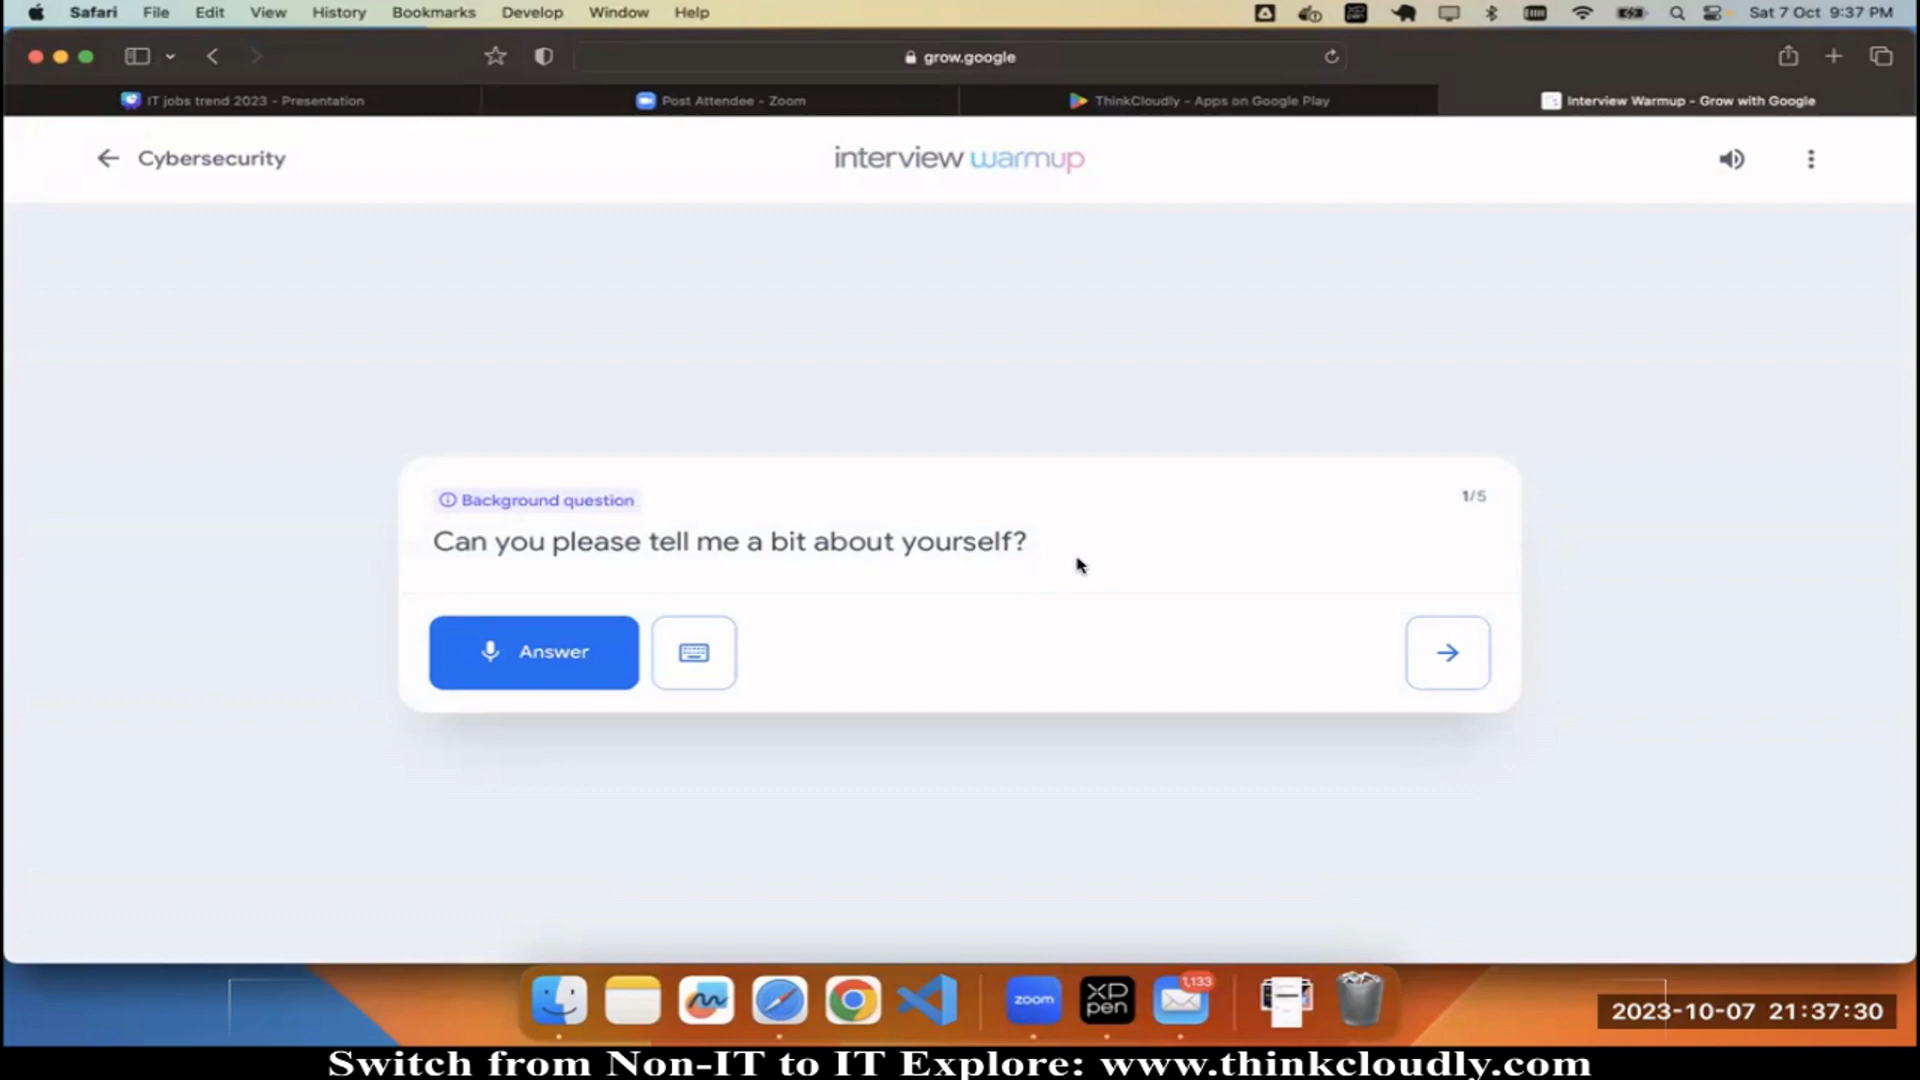 Safari File Edit View History Bookmarks Develop Window Help Sat 7 Oct 9:37 PM
grow.google
IT jobs trend 2023 - Presentation Post Attendee - Zoom ThinkCloudly - Apps on Google Play Interview Warmup - Grow with Google
Cybersecurity interview warmup
Background question 1/5
Can you please tell me a bit about yourself?
Answer
1,133
zoom XP pen
2023-10-07 21:37:30
Switch from Non-IT to IT Explore: www.thinkcloudly.com